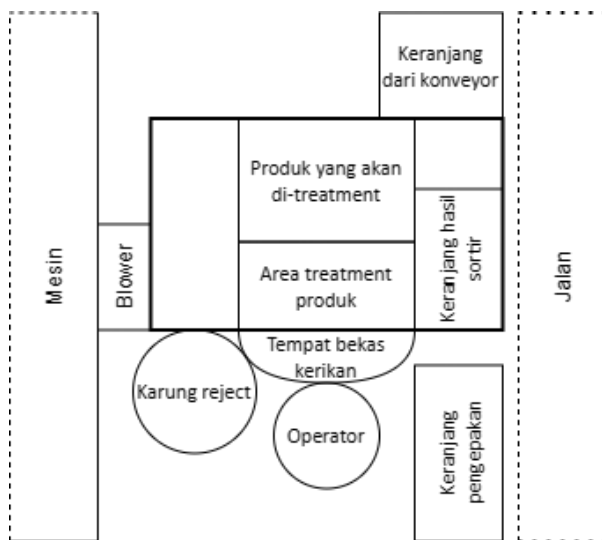 Keranjang
dari konveyor
Produk yang akan
di-treatment
Keranjang hasil
sortir
Mesin
Blower
Area treatment
produk
Jalan
Tempat bekas
kerikan
Karung reject
Operator
Keranjang
pengepakan